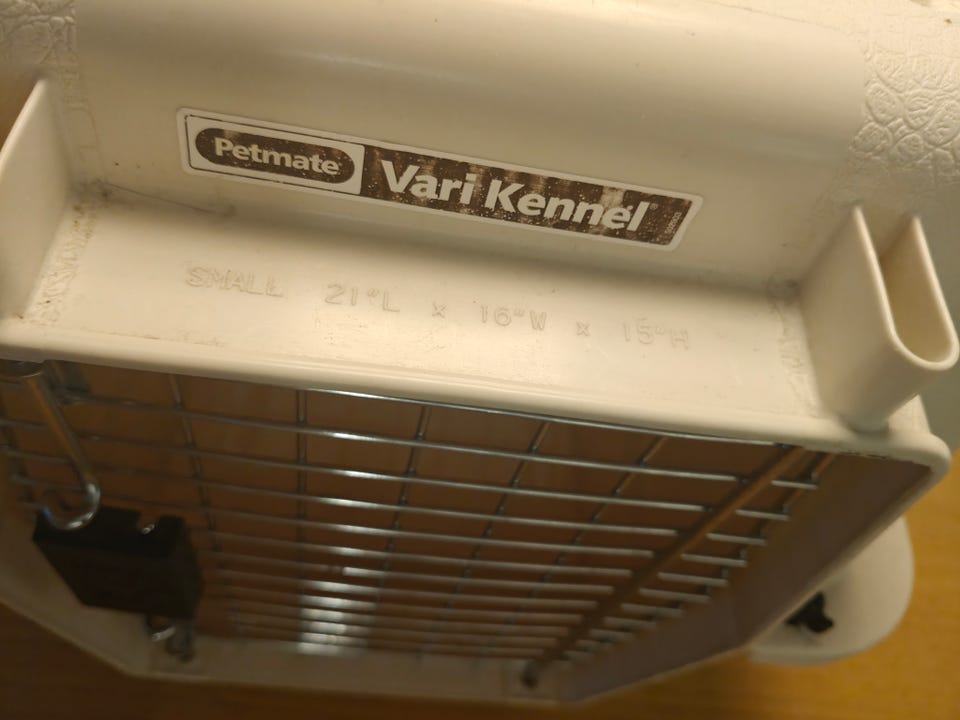 Petmate Vari Kennel
SMALL 21"L x 16"W x 15"H